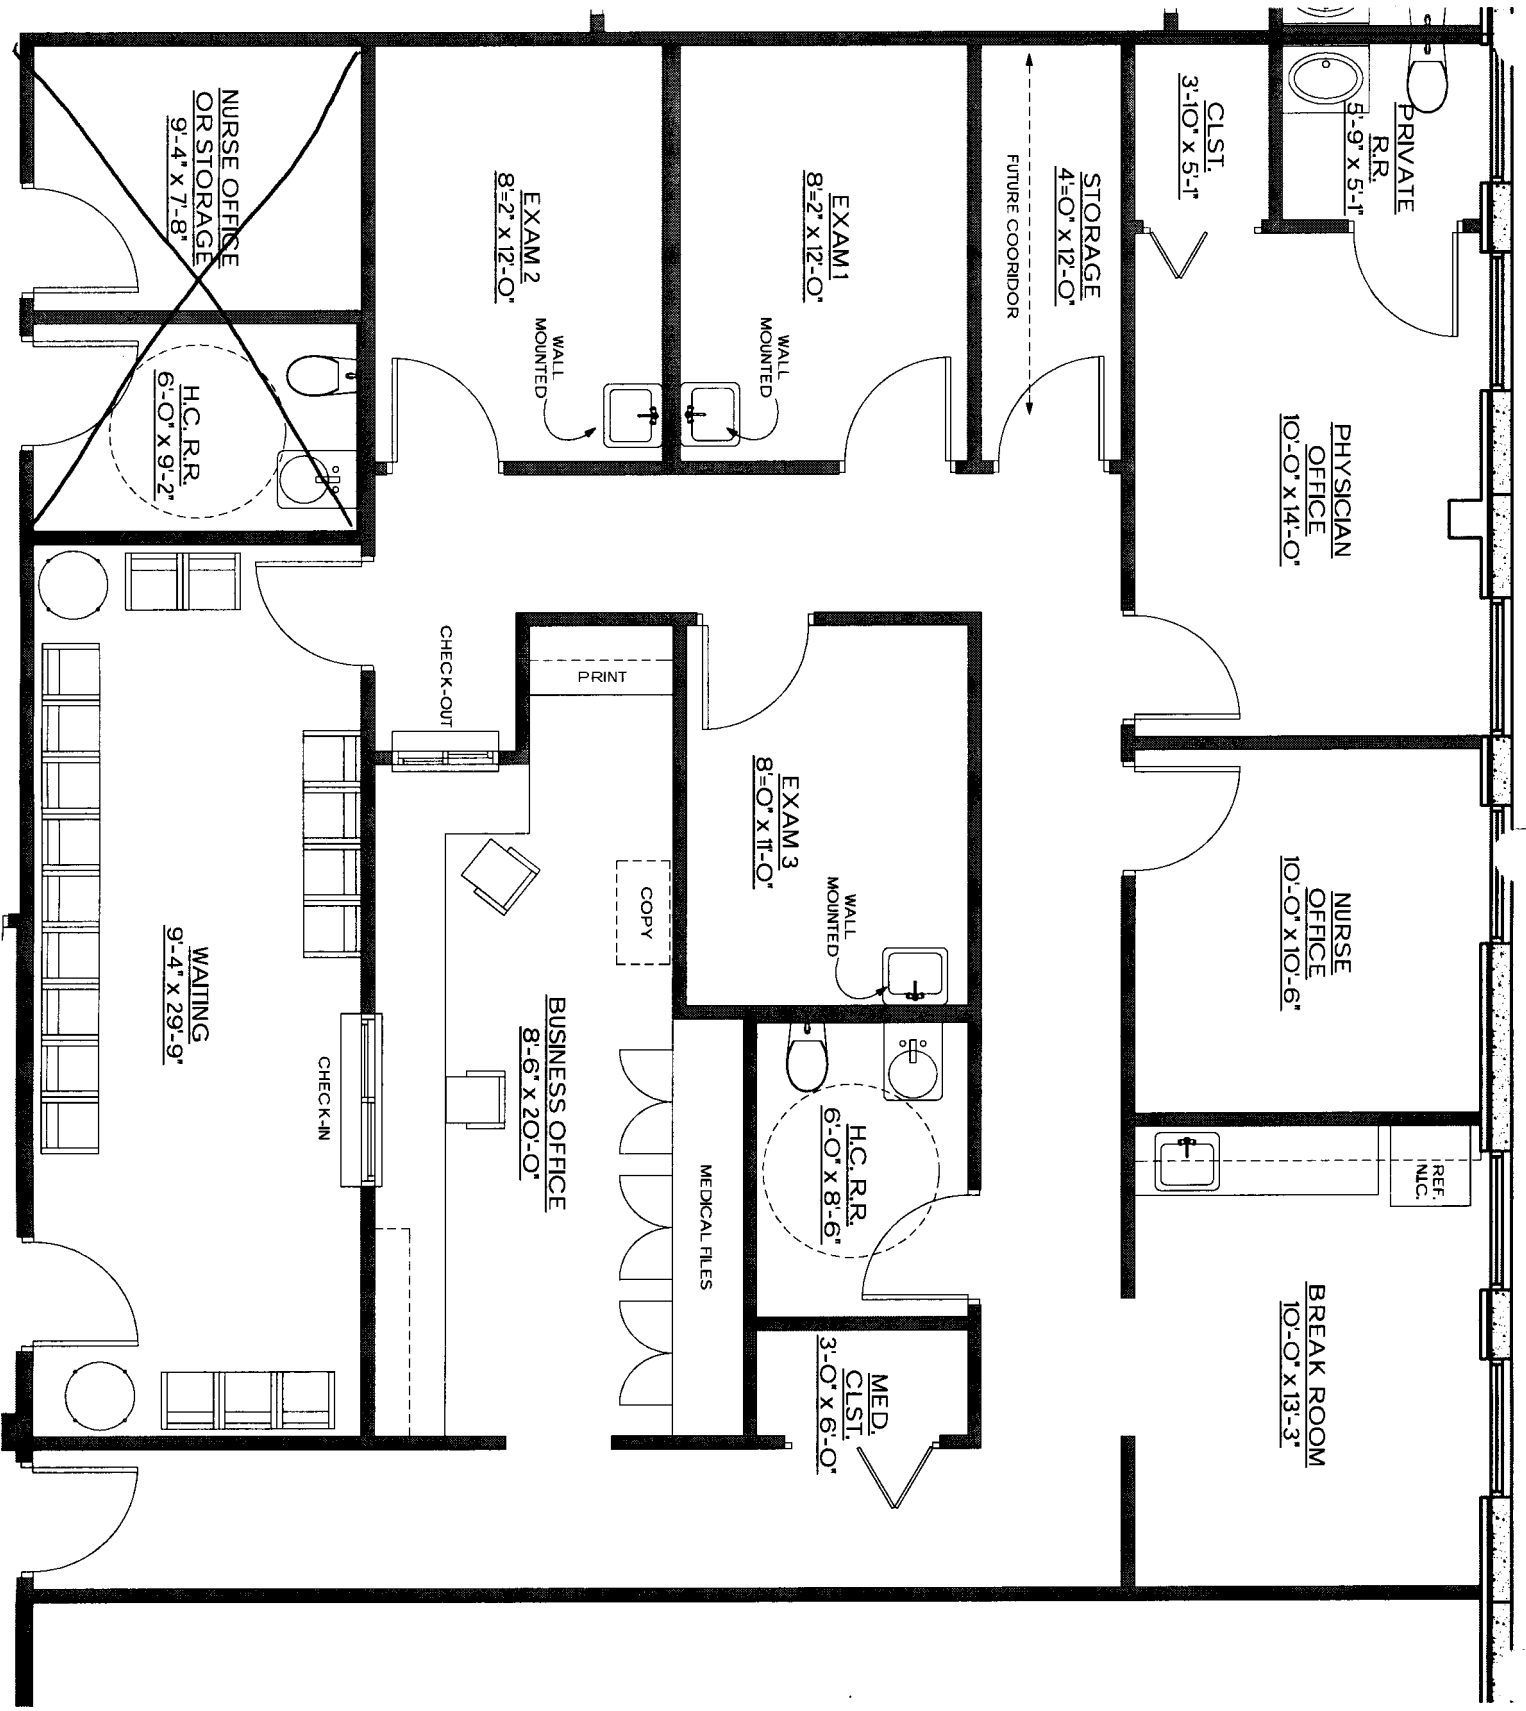 PRIVATE
R.R.
5'-9" x 5'-1"
CLST.
3'-10" x 5'-1"
STORAGE
4'=0" x 12'-0"
FUTURE COORIDOR
EXAM 1
8'=2" x 12'-0"
WALL
MOUNTED
EXAM 2
8'=2" x 12'-0"
WALL
MOUNTED
NURSE OFFICE
OR STORAGE
9'-4" x 7'-8"
PHYSICIAN
OFFICE
10'-0" x 14'-0"
H.C. R.R.
6'-0" x 9'-2"
CHECK-OUT
PRINT
NURSE
OFFICE
10'-0" x 10'-6"
EXAM 3
8'=0" x 11'-0"
WALL
MOUNTED
COPY
BUSINESS OFFICE
8'-6" x 20'-0"
WAITING
9'-4" x 29'-9"
CHECK-IN
REF.
N.I.C.
H.C. R.R.
6'-0" x 8'-6"
MEDICAL FILES
BREAK ROOM
10'-0" x 13'-3"
MED.
CLST.
3'-0" x 6'-0"